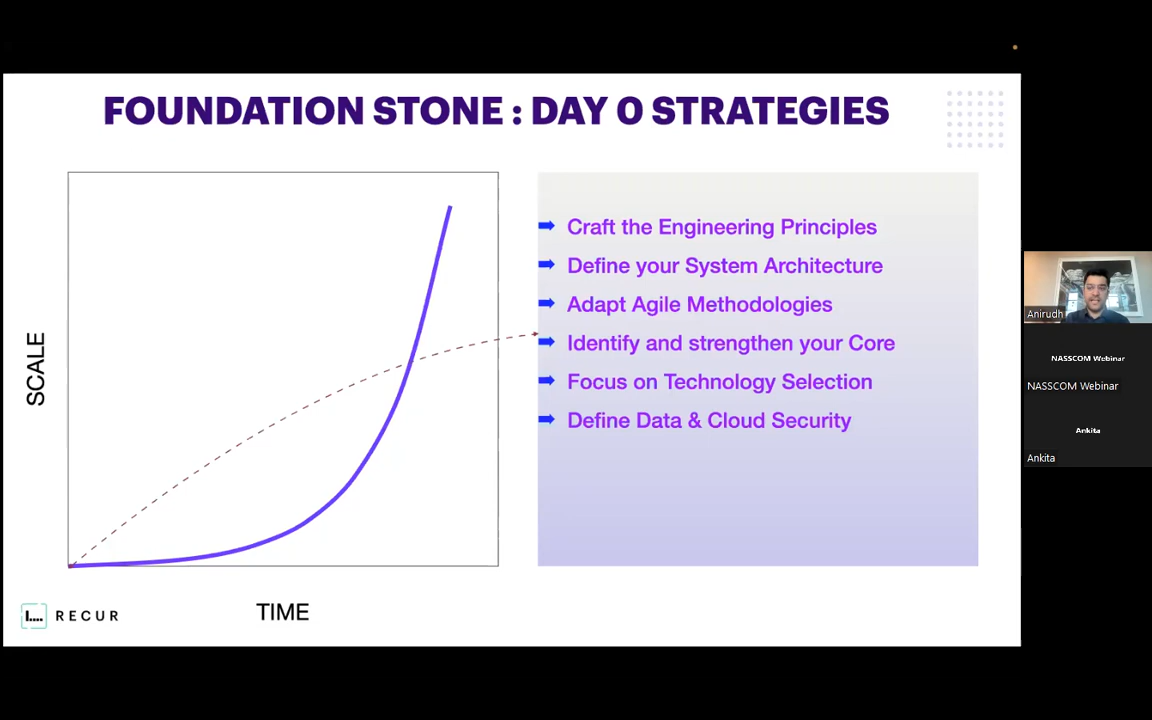 FOUNDATION STONE : DAY 0 STRATEGIES
SCALE
TIME
Craft the Engineering Principles
Define your System Architecture
Adapt Agile Methodologies
Identify and strengthen your Core
Focus on Technology Selection
Define Data & Cloud Security
RECUR
Anirudh
NASSCOM Webinar
NASSCOM Webinar
Ankita
Ankita